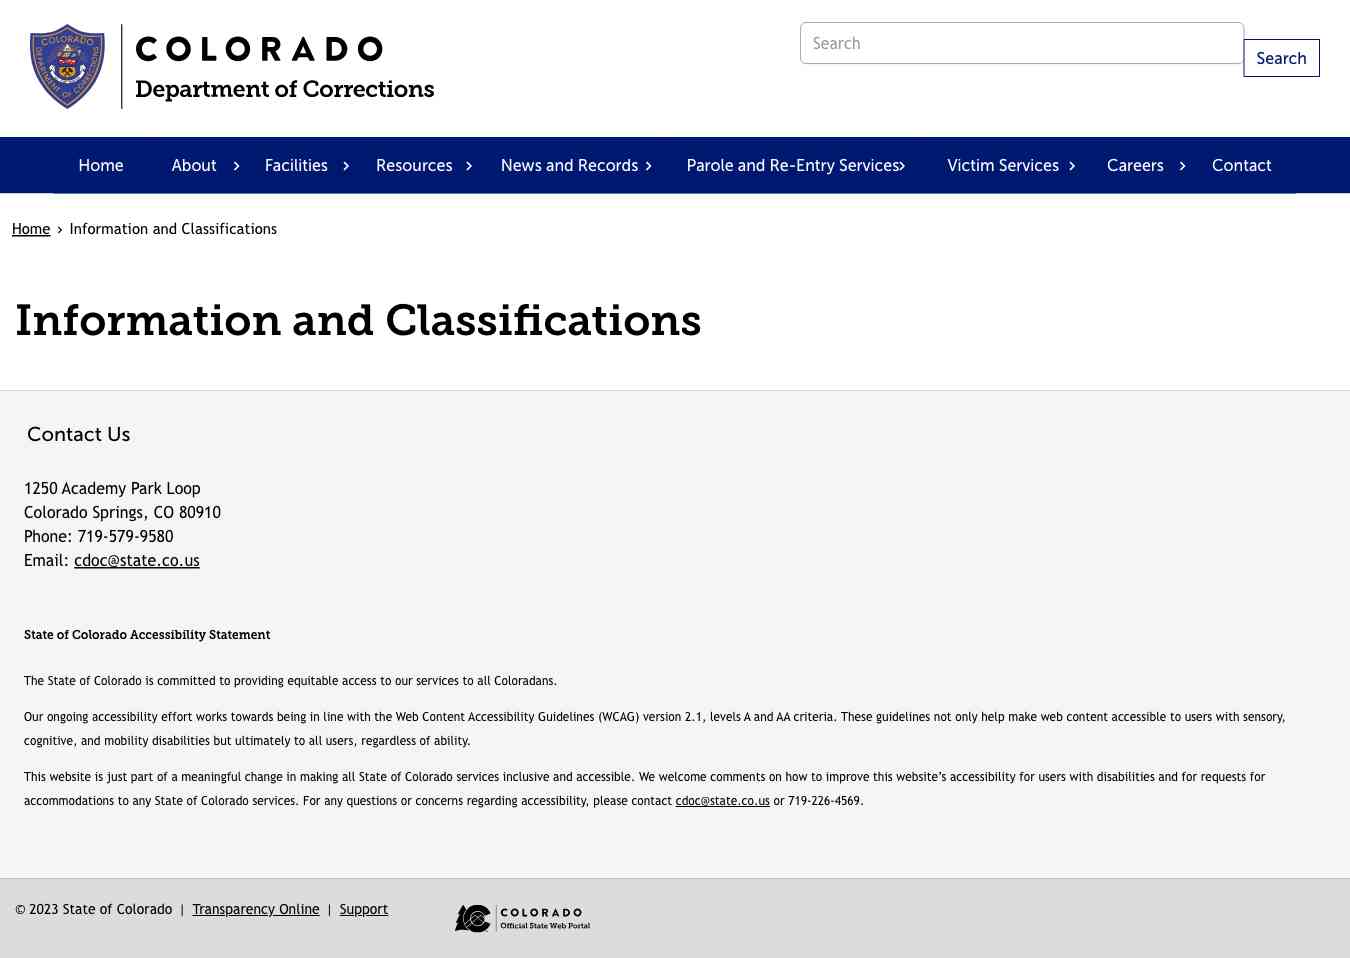 COLORADO
Department of Corrections
Search
Search
Home
About
Facilities
Resources
News and Records
Parole and Re-Entry Services
Victim Services
Careers
Contact
Home › Information and Classifications
Information and Classifications
Contact Us
1250 Academy Park Loop
Colorado Springs, CO 80910
Phone: 719-579-9580
Email: cdoc@state.co.us
State of Colorado Accessibility Statement
The State of Colorado is committed to providing equitable access to our services to all Coloradans.
Our ongoing accessibility effort works towards being in line with the Web Content Accessibility Guidelines (WCAG) version 2.1, levels A and AA criteria. These guidelines not only help make web content accessible to users with sensory,
cognitive, and mobility disabilities but ultimately to all users, regardless of ability.
This website is just part of a meaningful change in making all State of Colorado services inclusive and accessible. We welcome comments on how to improve this website’s accessibility for users with disabilities and for requests for
accommodations to any State of Colorado services. For any questions or concerns regarding accessibility, please contact cdoc@state.co.us or 719-226-4569.
© 2023 State of Colorado | Transparency Online | Support
COLORADO
Official State Web Portal